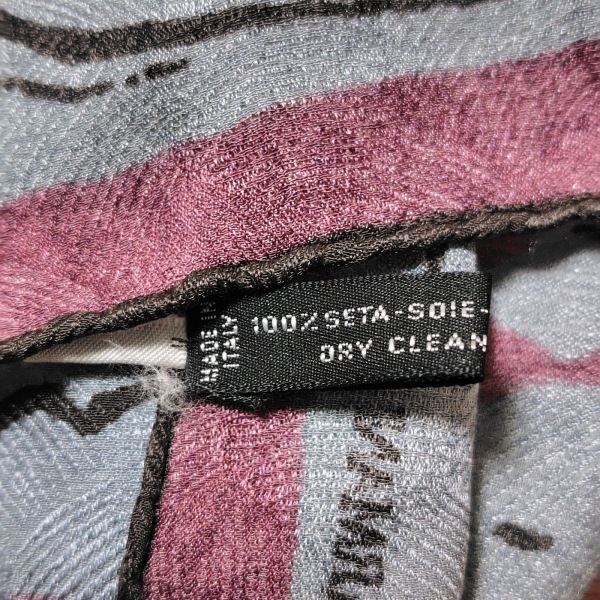 MADE IN
ITALY
100% SETA-SOIE-
DRY CLEAN